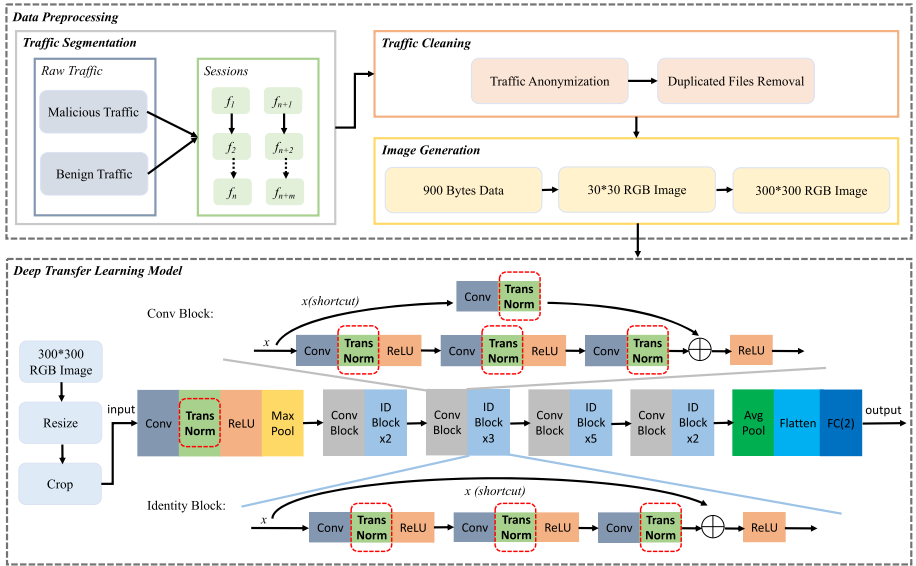 Data Preprocessing
Traffic Segmentation
Raw Traffic
Malicious Traffic
Benign Traffic
Sessions
f1
fn+1
f2
fn+2
fn
fn+m
Traffic Cleaning
Traffic Anonymization
Duplicated Files Removal
Image Generation
900 Bytes Data
30*30 RGB Image
300*300 RGB Image
Deep Transfer Learning Model
Conv Block:
x(shortcut)
Conv
Trans
Norm
x
Conv
Trans
Norm
ReLU
Conv
Trans
Norm
ReLU
Conv
Trans
Norm
ReLU
300*300
RGB Image
Resize
Crop
input
Conv
Trans
Norm
ReLU
Max
Pool
Conv
Block
ID
Block
x2
Conv
Block
ID
Block
x3
Conv
Block
ID
Block
x5
Conv
Block
ID
Block
x2
Avg
Pool
Flatten
FC(2)
output
Identity Block:
x (shortcut)
x
Conv
Trans
Norm
ReLU
Conv
Trans
Norm
ReLU
Conv
Trans
Norm
ReLU